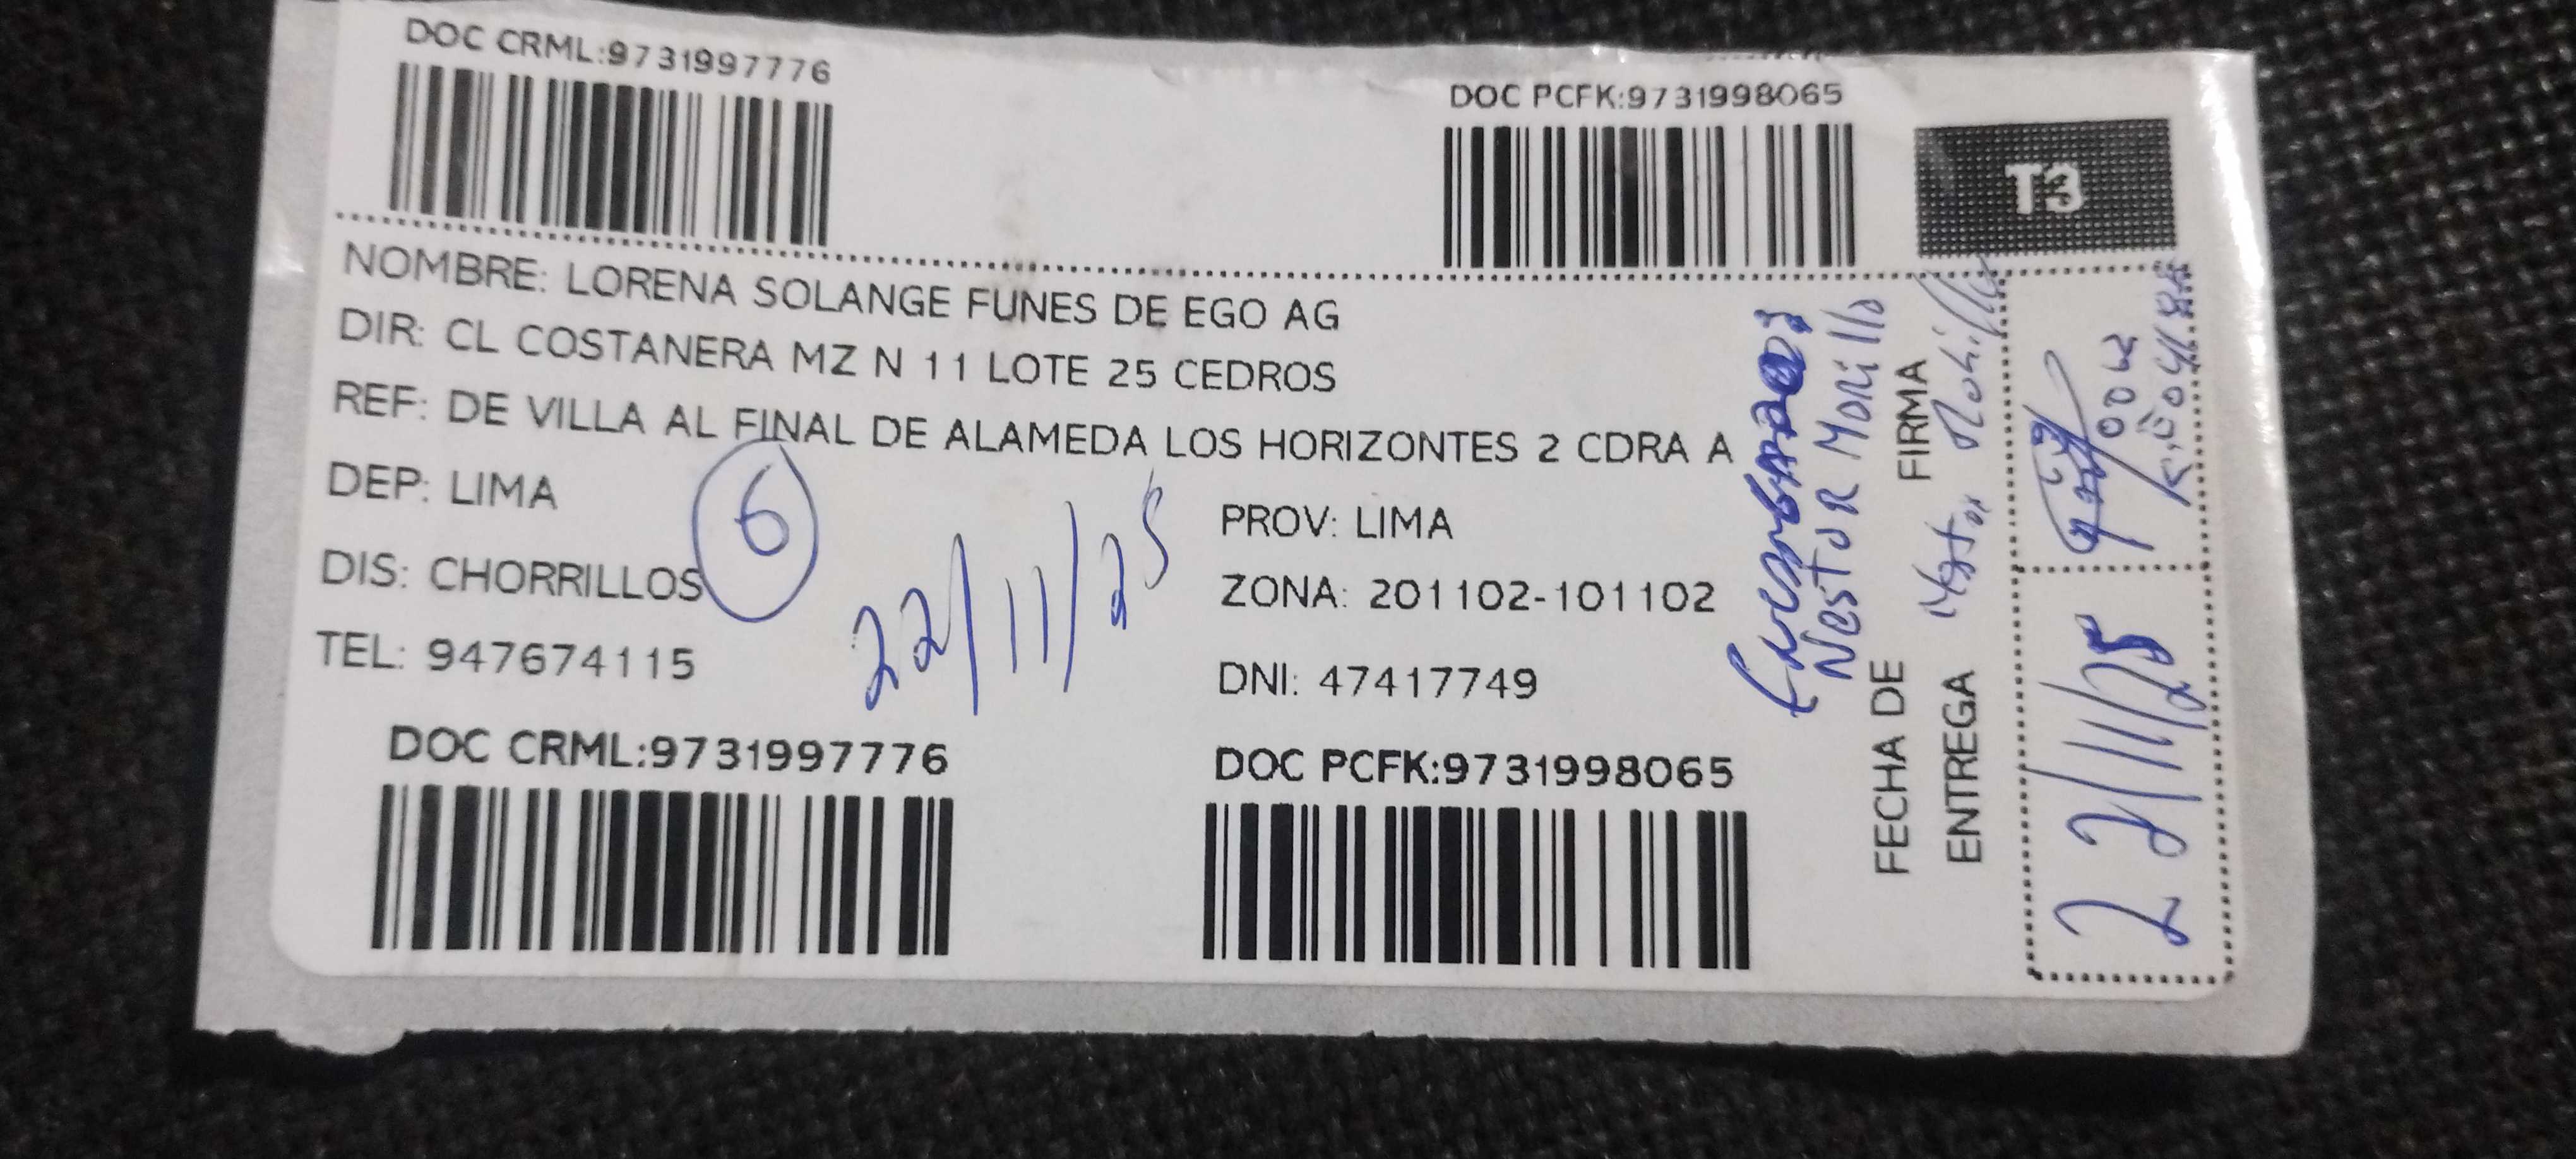 DOC CRML:9731997776
DOC PCFK:9731998065
T3
NOMBRE: LORENA SOLANGE FUNES DE EGO AG
DIR: CL COSTANERA MZ N 11 LOTE 25 CEDROS
REF: DE VILLA AL FINAL DE ALAMEDA LOS HORIZONTES 2 CDRA A
DEP: LIMA
6
PROV: LIMA
DIS: CHORRILLOS
22/11/25
ZONA: 201102-101102
TEL: 947674115
DNI: 47417749
DOC CRML:9731997776
DOC PCFK:9731998065
Nestor Morillo
FECHA DE
ENTREGA
FIRMA
22/11/25